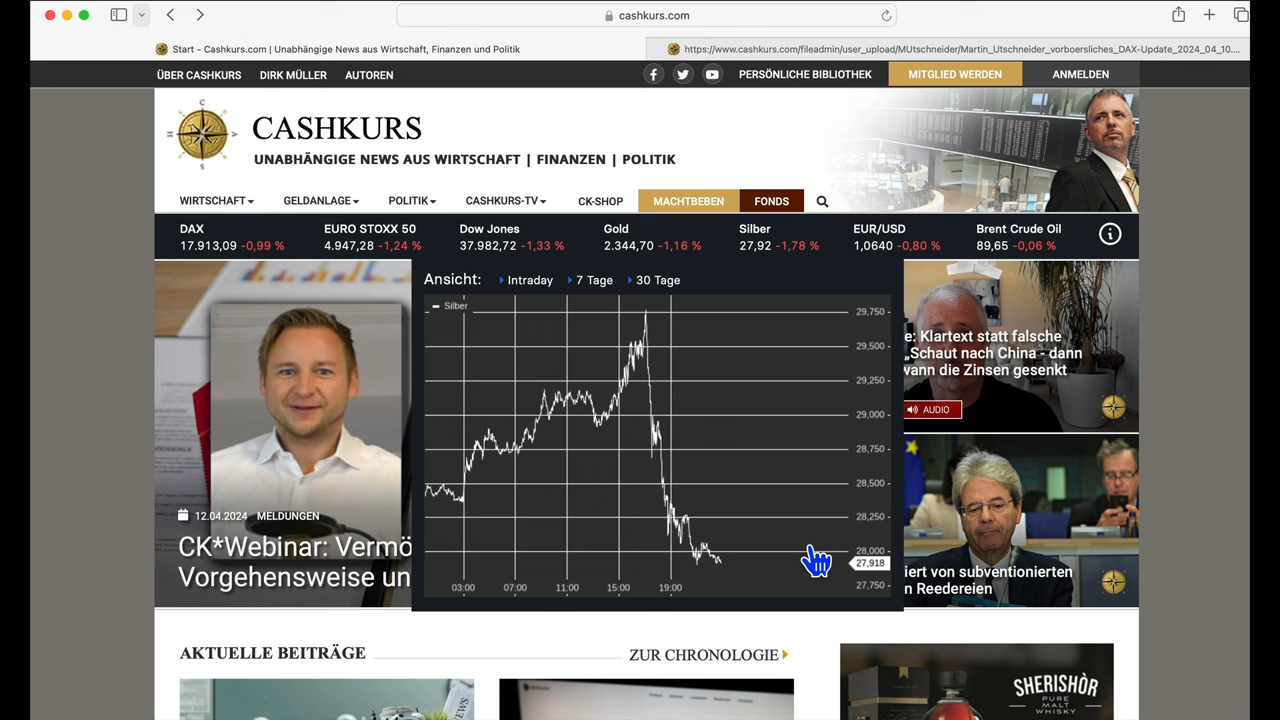 cashkurs.com
Start - Cashkurs.com | Unabhängige News aus Wirtschaft, Finanzen und Politik
https://www.cashkurs.com/fileadmin/user_upload/MUtschneider/Martin_Utschneider_vorboersliches_DAX-Update_2024_04_10....
ÜBER CASHKURS DIRK MÜLLER AUTOREN PERSÖNLICHE BIBLIOTHEK MITGLIED WERDEN ANMELDEN
CASHKURS
UNABHÄNGIGE NEWS AUS WIRTSCHAFT | FINANZEN | POLITIK
WIRTSCHAFT GELDANLAGE POLITIK CASHKURS-TV CK-SHOP MACHTBEBEN FONDS
DAX EURO STOXX 50 Dow Jones Gold Silber EUR/USD Brent Crude Oil
17.913,09 -0,99 % 4.947,28 -1,24 % 37.982,72 -1,33 % 2.344,70 -1,16 % 27,92 -1,78 % 1,0640 -0,80 % 89,65 -0,06 %
Ansicht: Intraday 7 Tage 30 Tage
Silber
29,750
29,500
29,250
29,000
28,750
28,500
28,250
28,000
27,918
27,750
03:00 07:00 11:00 15:00 19:00
12.04.2024 MELDUNGEN
CK*Webinar: Vermö
Vorgehensweise un
e: Klartext statt falsche
„Schaut nach China - dann
wann die Zinsen gesenkt
AUDIO
iert von subventionierten
n Reedereien
AKTUELLE BEITRÄGE
ZUR CHRONOLOGIE
SHERISHÒR
PURE
MALT
WHISKY